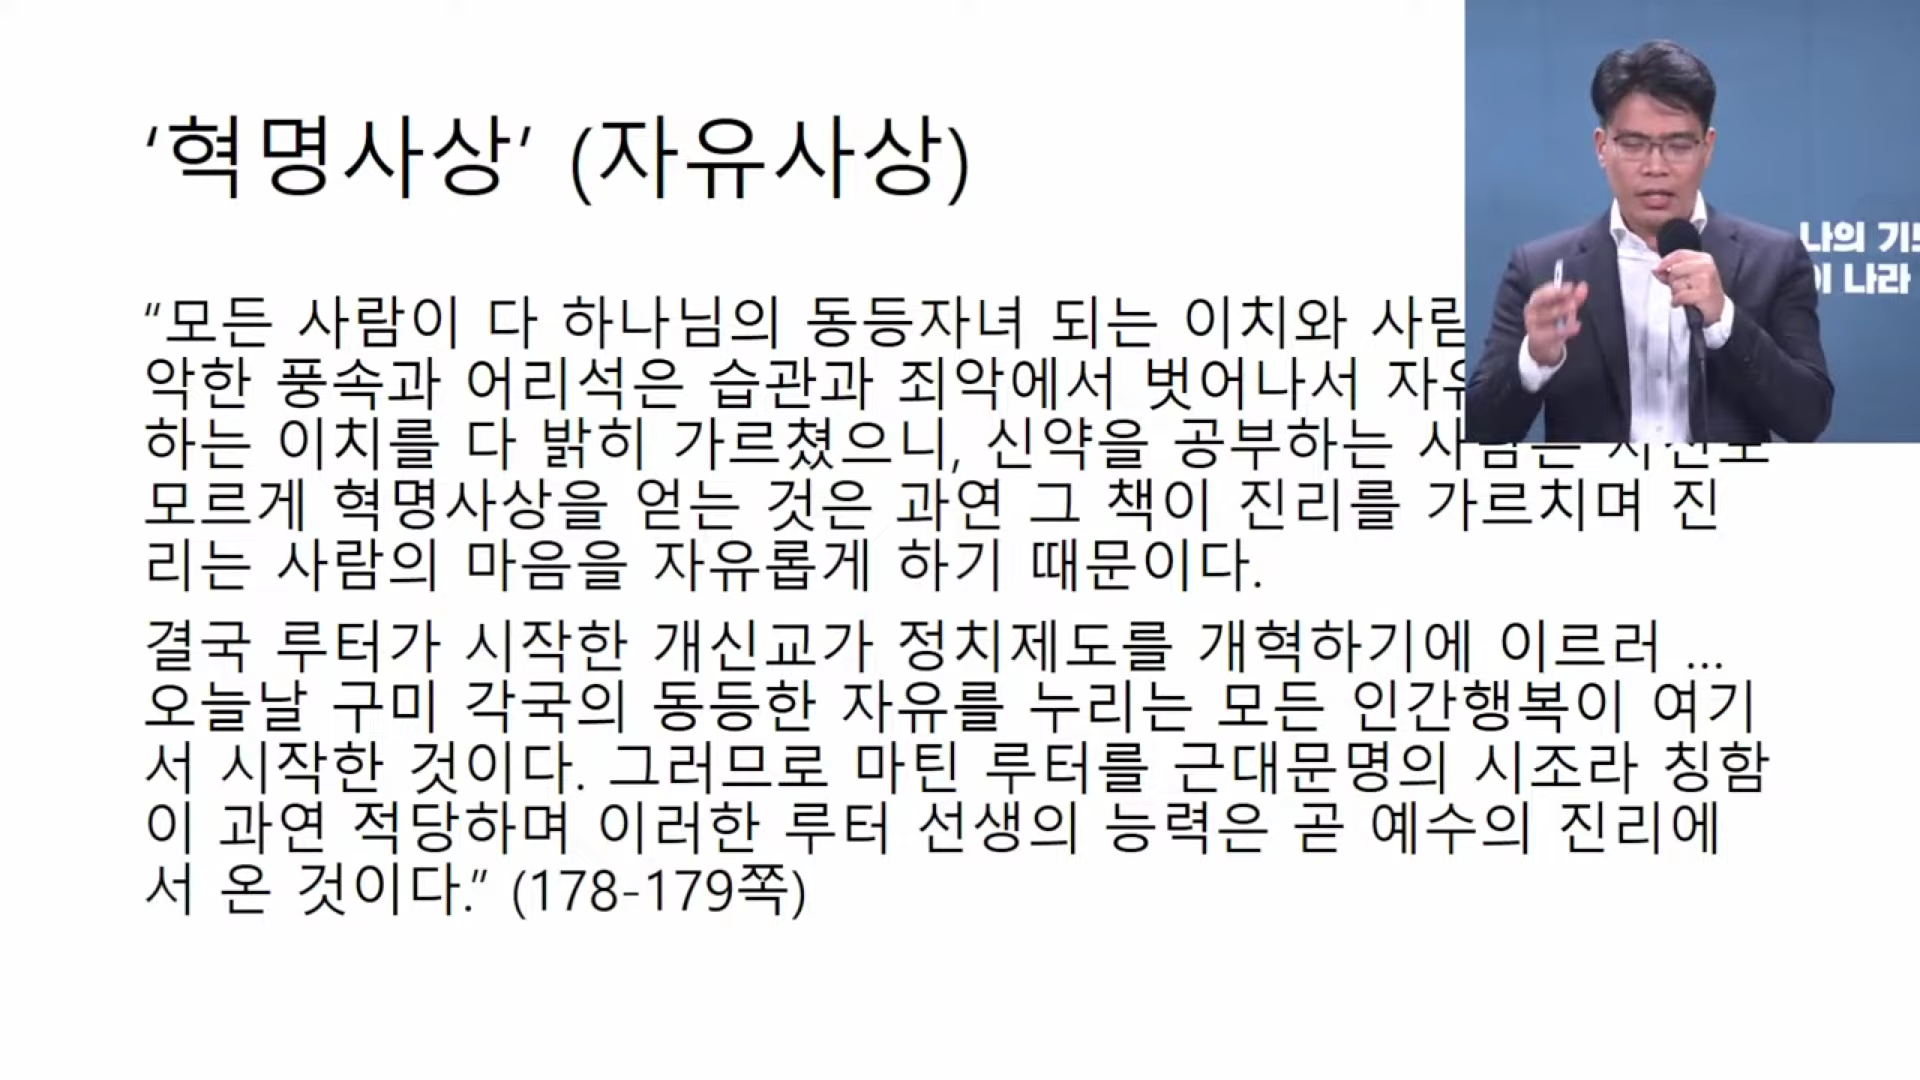 ‘혁명사상’ (자유사상)
“모든 사람이 다 하나님의 동등자녀 되는 이치와
악한 풍속과 어리석은 습관과 죄악에서 벗어나서
하는 이치를 다 밝히 가르쳤으니, 신약을 공부하는
모르게 혁명사상을 얻는 것은 과연 그 책이 진리를 가르치며 진
리는 사람의 마음을 자유롭게 하기 때문이다.
결국 루터가 시작한 개신교가 정치제도를 개혁하기에 이르러 ...
오늘날 구미 각국의 동등한 자유를 누리는 모든 인간행복이 여기
서 시작한 것이다. 그러므로 마틴 루터를 근대문명의 시조라 칭함
이 과연 적당하며 이러한 루터 선생의 능력은 곧 예수의 진리에
서 온 것이다.” (178-179쪽)
나의
나라